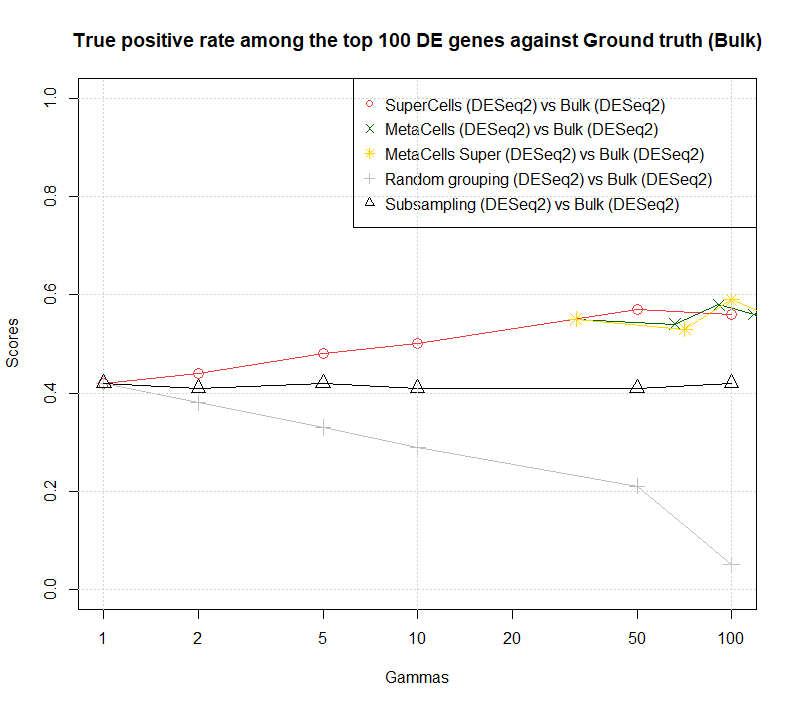 True positive rate among the top 100 DE genes against Ground truth (Bulk)
SuperCells (DESeq2) vs Bulk (DESeq2)
MetaCells (DESeq2) vs Bulk (DESeq2)
MetaCells Super (DESeq2) vs Bulk (DESeq2)
Random grouping (DESeq2) vs Bulk (DESeq2)
Subsampling (DESeq2) vs Bulk (DESeq2)
Scores
1.0
0.8
0.6
0.4
0.2
0.0
1 2 5 10 20 50 100
Gammas